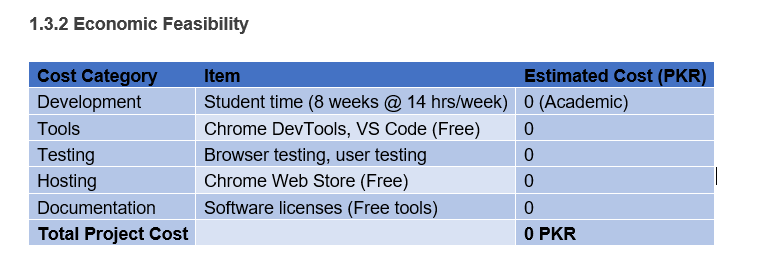 1.3.2 Economic Feasibility
Cost Category Item Estimated Cost (PKR)
Development Student time (8 weeks @ 14 hrs/week) 0 (Academic)
Tools Chrome DevTools, VS Code (Free) 0
Testing Browser testing, user testing 0
Hosting Chrome Web Store (Free) 0
Documentation Software licenses (Free tools) 0
Total Project Cost 0 PKR